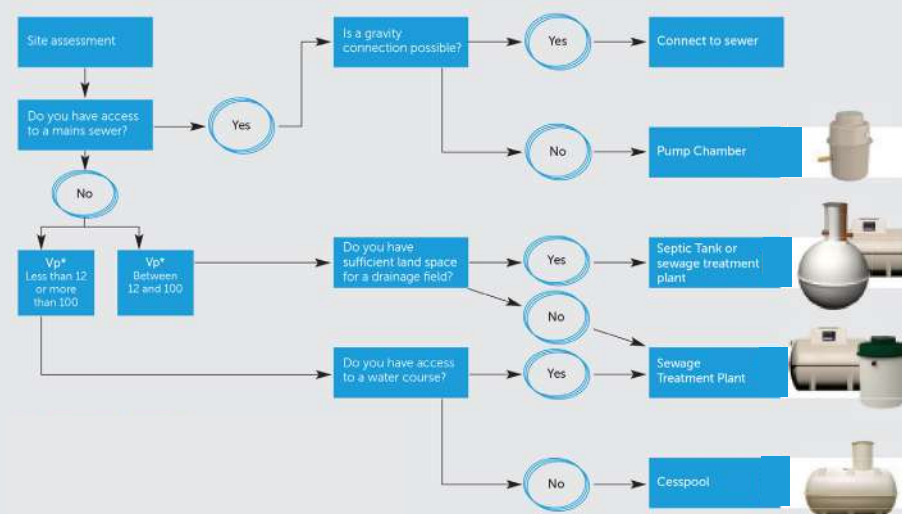 Site assessment
Is a gravity
connection possible?
Yes
Connect to sewer
Do you have access
to a mains sewer?
Yes
No
Pump Chamber
No
Vp*
Less than 12
or more
than 100
Vp*
Between
12 and 100
Do you have
sufficient land space
for a drainage field?
Yes
Septic Tank or
sewage treatment
plant
No
Do you have access
to a water course?
Yes
Sewage
Treatment Plant
No
Cesspool